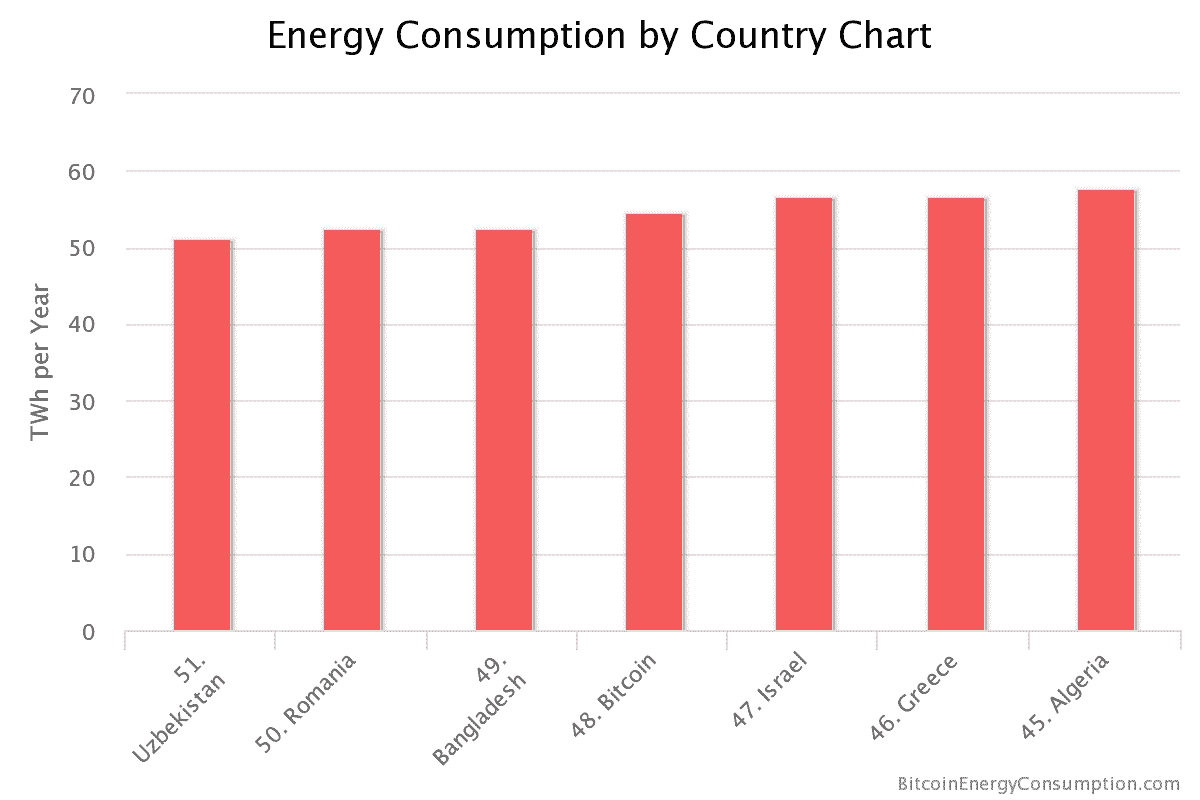 Energy Consumption by Country Chart
70
60
50
40
30
20
10
0
TWh per Year
51.
Uzbekistan
50. Romania
49.
Bangladesh
48. Bitcoin
47. Israel
46. Greece
45. Algeria
BitcoinEnergyConsumption.com